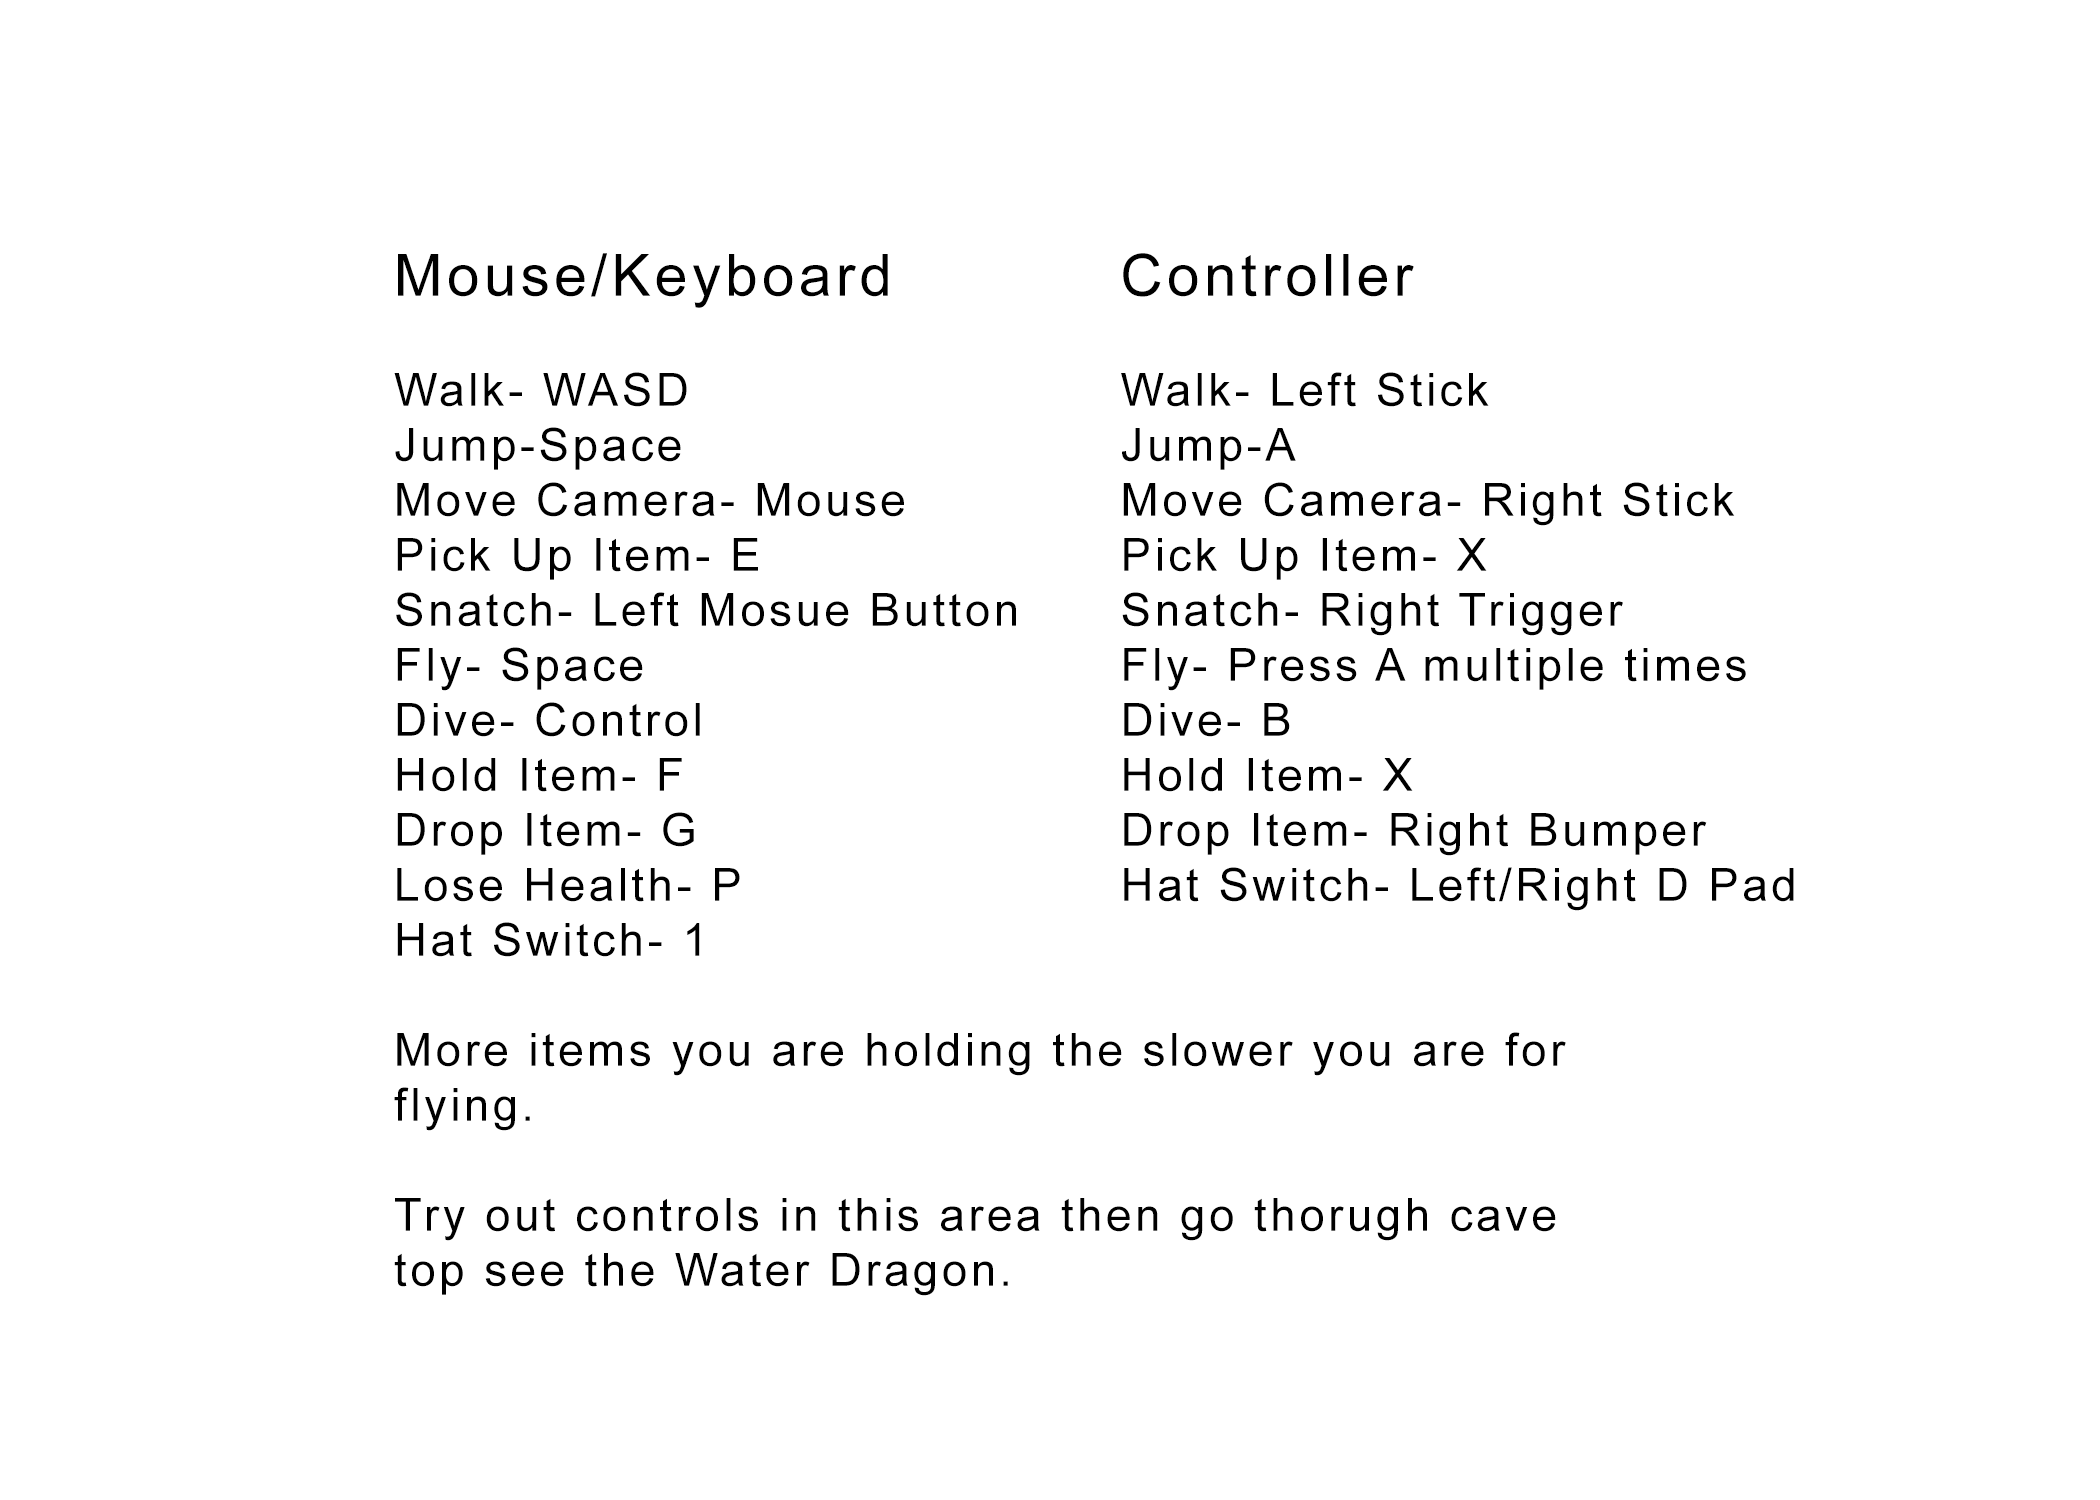 Mouse/Keyboard
Walk- WASD
Jump-Space
Move Camera- Mouse
Pick Up Item- E
Snatch- Left Mosue Button
Fly- Space
Dive- Control
Hold Item- F
Drop Item- G
Lose Health- P
Hat Switch- 1
Controller
Walk- Left Stick
Jump-A
Move Camera- Right Stick
Pick Up Item- X
Snatch- Right Trigger
Fly- Press A multiple times
Dive- B
Hold Item- X
Drop Item- Right Bumper
Hat Switch- Left/Right D Pad
More items you are holding the slower you are for
flying.
Try out controls in this area then go thorugh cave
top see the Water Dragon.